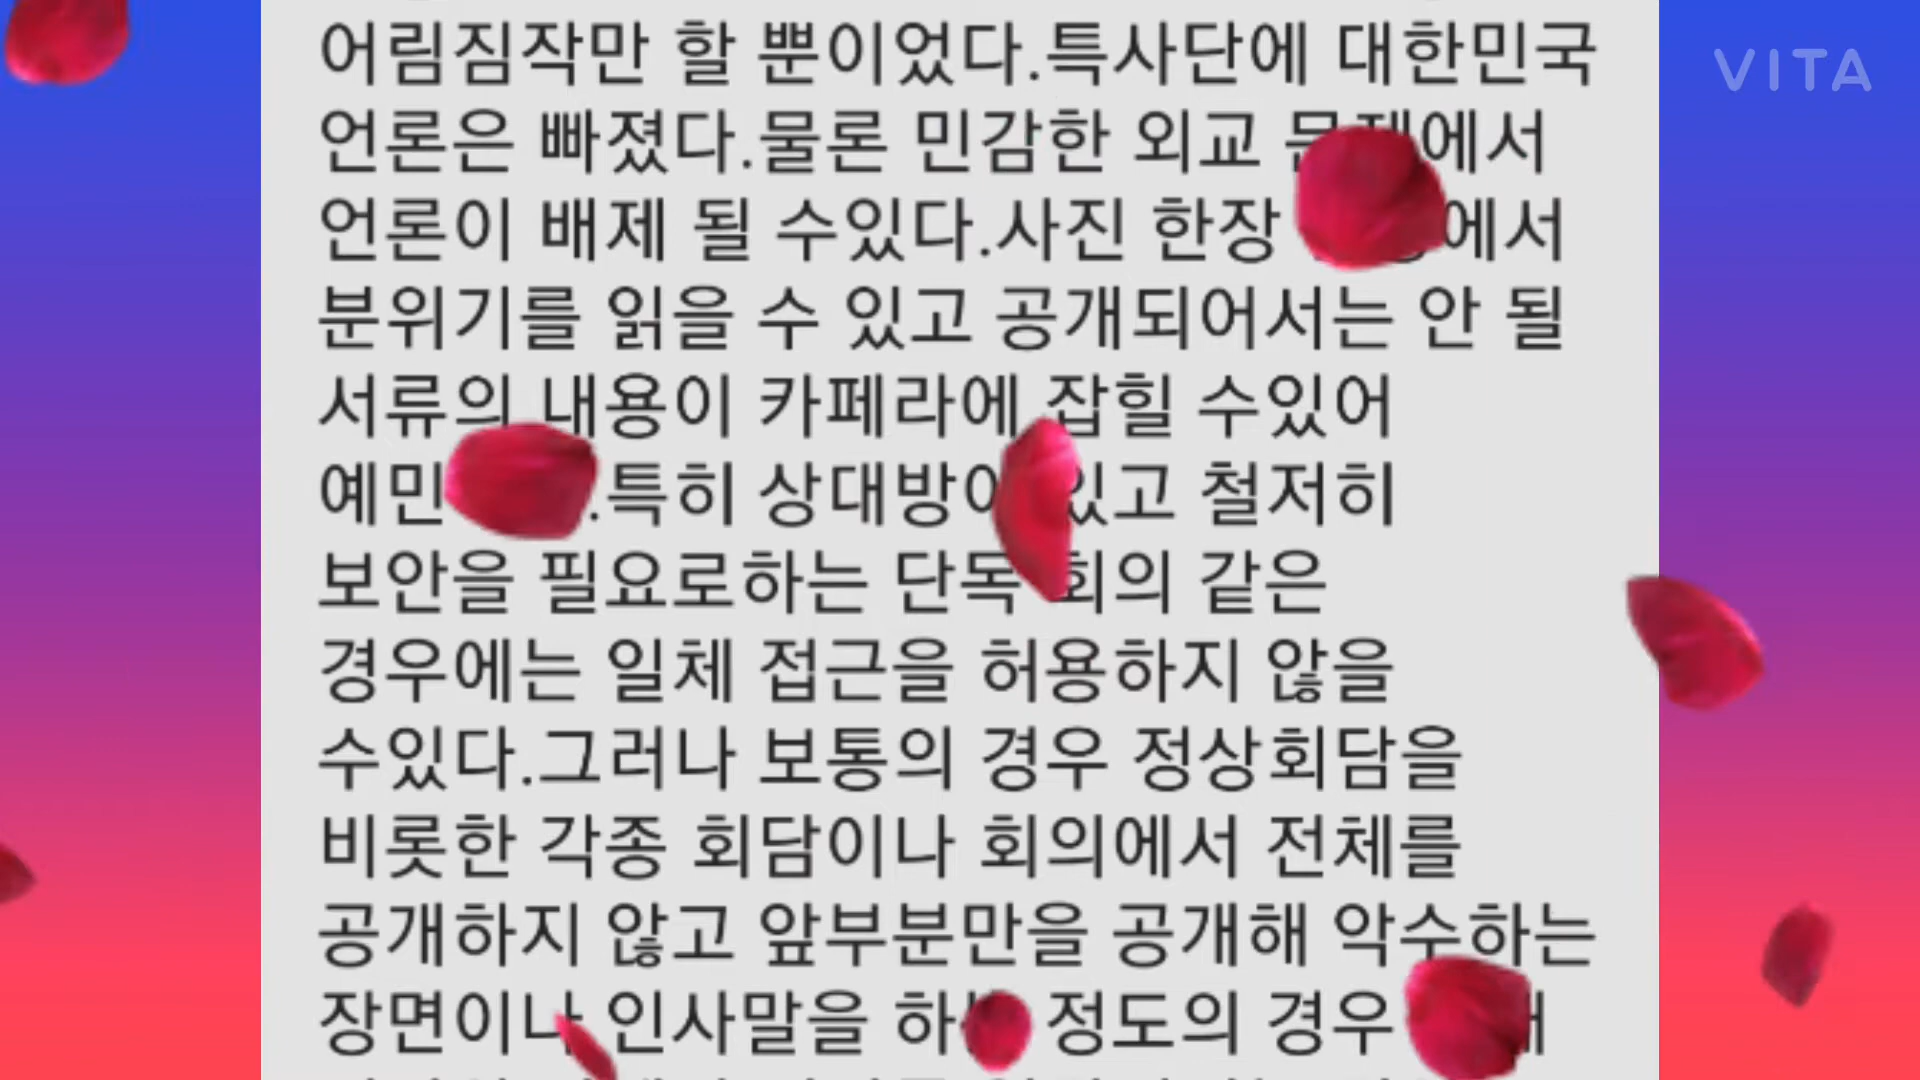 어림짐작만 할 뿐이었다.특사단에 대한민국
언론은 빠졌다.물론 민감한 외교
언론이 배제 될 수있다.사진 한장
분위기를 읽을 수 있고 공개되어서는 안 될
서류의 내용이 카페라에 잡힐 수있어
특히 상대방이 있고 철저히
보안을 필요로하는 단독 회의 같은
경우에는 일체 접근을 허용하지 않을
수있다.그러나 보통의 경우 정상회담을
비롯한 각종 회담이나 회의에서 전체를
공개하지 않고 앞부분만을 공개해 악수하는
장면이나 인사말을 하는 정도의 경우
VITA